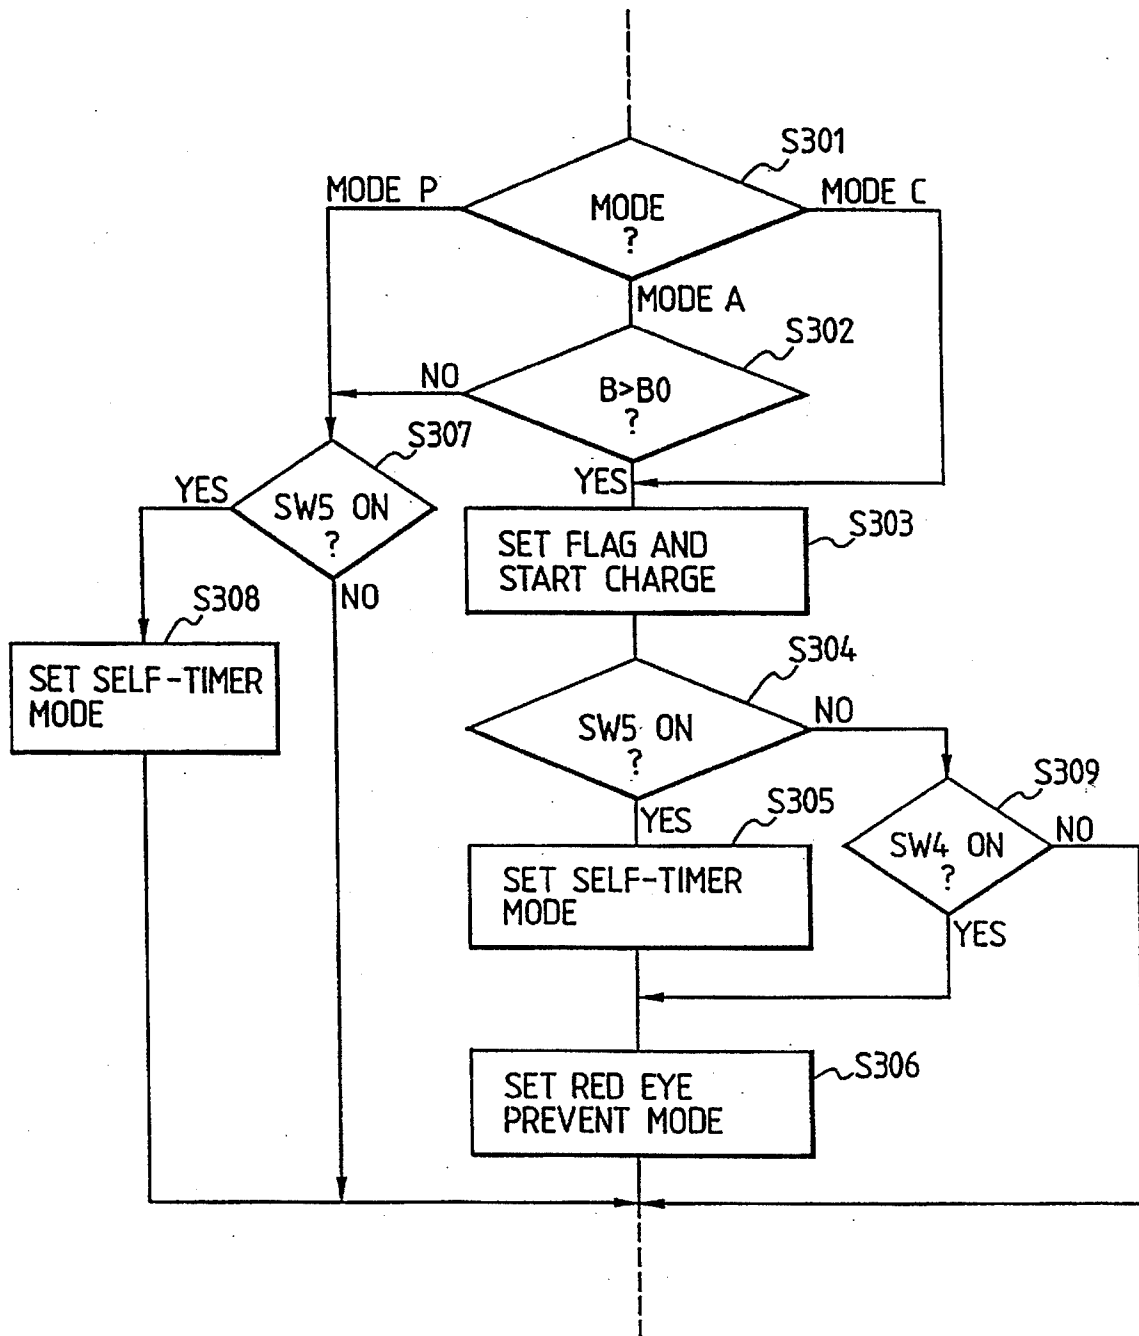 S301
MODE P
MODE C
MODE
?
MODE A
S302
NO
B>B0
?
S307
YES
YES
SW5 ON
?
S303
SET FLAG AND
START CHARGE
NO
S308
S304
SET SELF-TIMER
MODE
NO
SW5 ON
?
S309
YES
S305
NO
SW4 ON
?
SET SELF-TIMER
MODE
YES
S306
SET RED EYE
PREVENT MODE